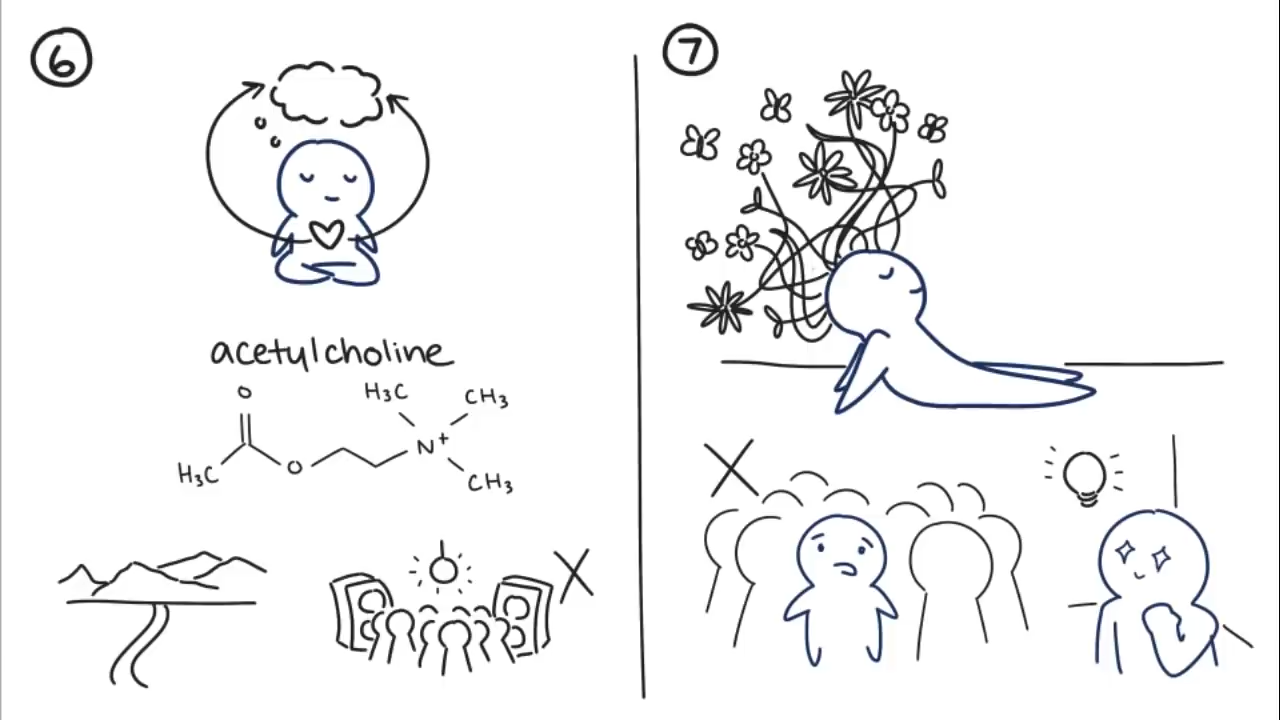 6
acetylcholine
O
H₃C
CH₃
N⁺
H₃C
O
CH₃
7